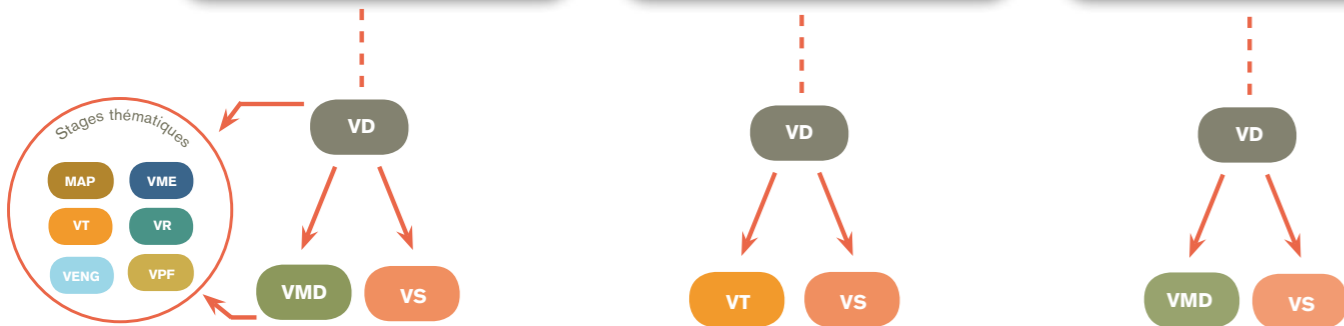 Stages thématiques
MAP
VME
VT
VR
VENG
VPF
VD
VMD
VS
VD
VT
VS
VD
VMD
VS